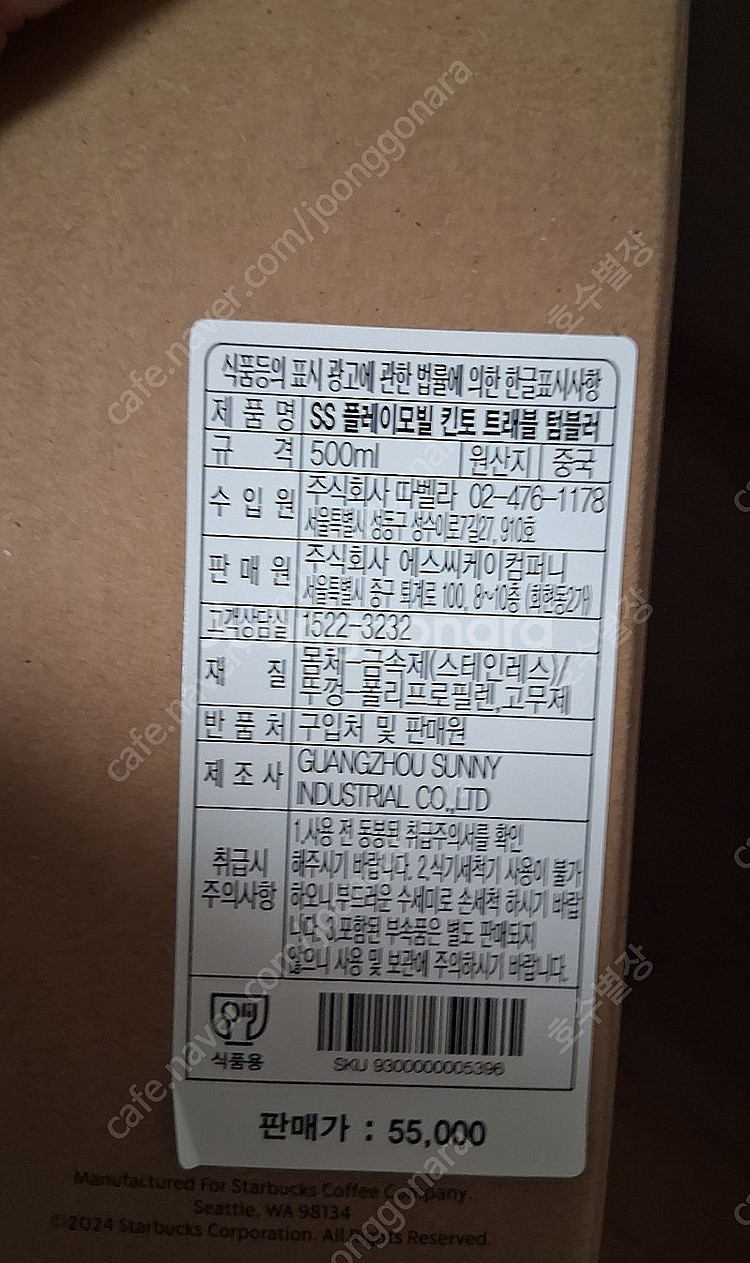 식품등의 표시 광고에 관한 법률에 의한 한글표시사항
제 품 명 SS 플레이모빌 킨토 트래블 텀블러
규 격 500ml 원산지 중국
수 입 원 주식회사 따벨라 02-476-1178
서울특별시 성동구 성수이로7길27, 910호
판 매 원 주식회사 에스씨케이컴퍼니
서울특별시 중구 퇴계로 100, 8~10층 (회현동2가)
고객상담실 1522-3232
재 질 몸체-금속제(스테인레스)/
뚜껑-폴리프로필렌,고무제
반 품 처 구입처 및 판매원
제 조 사 GUANGZHOU SUNNY
INDUSTRIAL CO.,LTD
취급시
주의사항
1.사용 전 동봉된 취급주의서를 확인
해주시기 바랍니다. 2.식기세척기 사용이 불가
하오니,부드러운 수세미로 손세척 하시기 바랍
니다. 3.포함된 부속품은 별도 판매되지
않으니 사용 및 보관에 주의하시기 바랍니다.
식품용
SKU 9300000005396
판매가 : 55,000
Manufactured For Starbucks Coffee Company.
Seattle, WA 98134
©2024 Starbucks Corporation. All Rights Reserved.
cafe.naver.com/joonggonara
호수별장